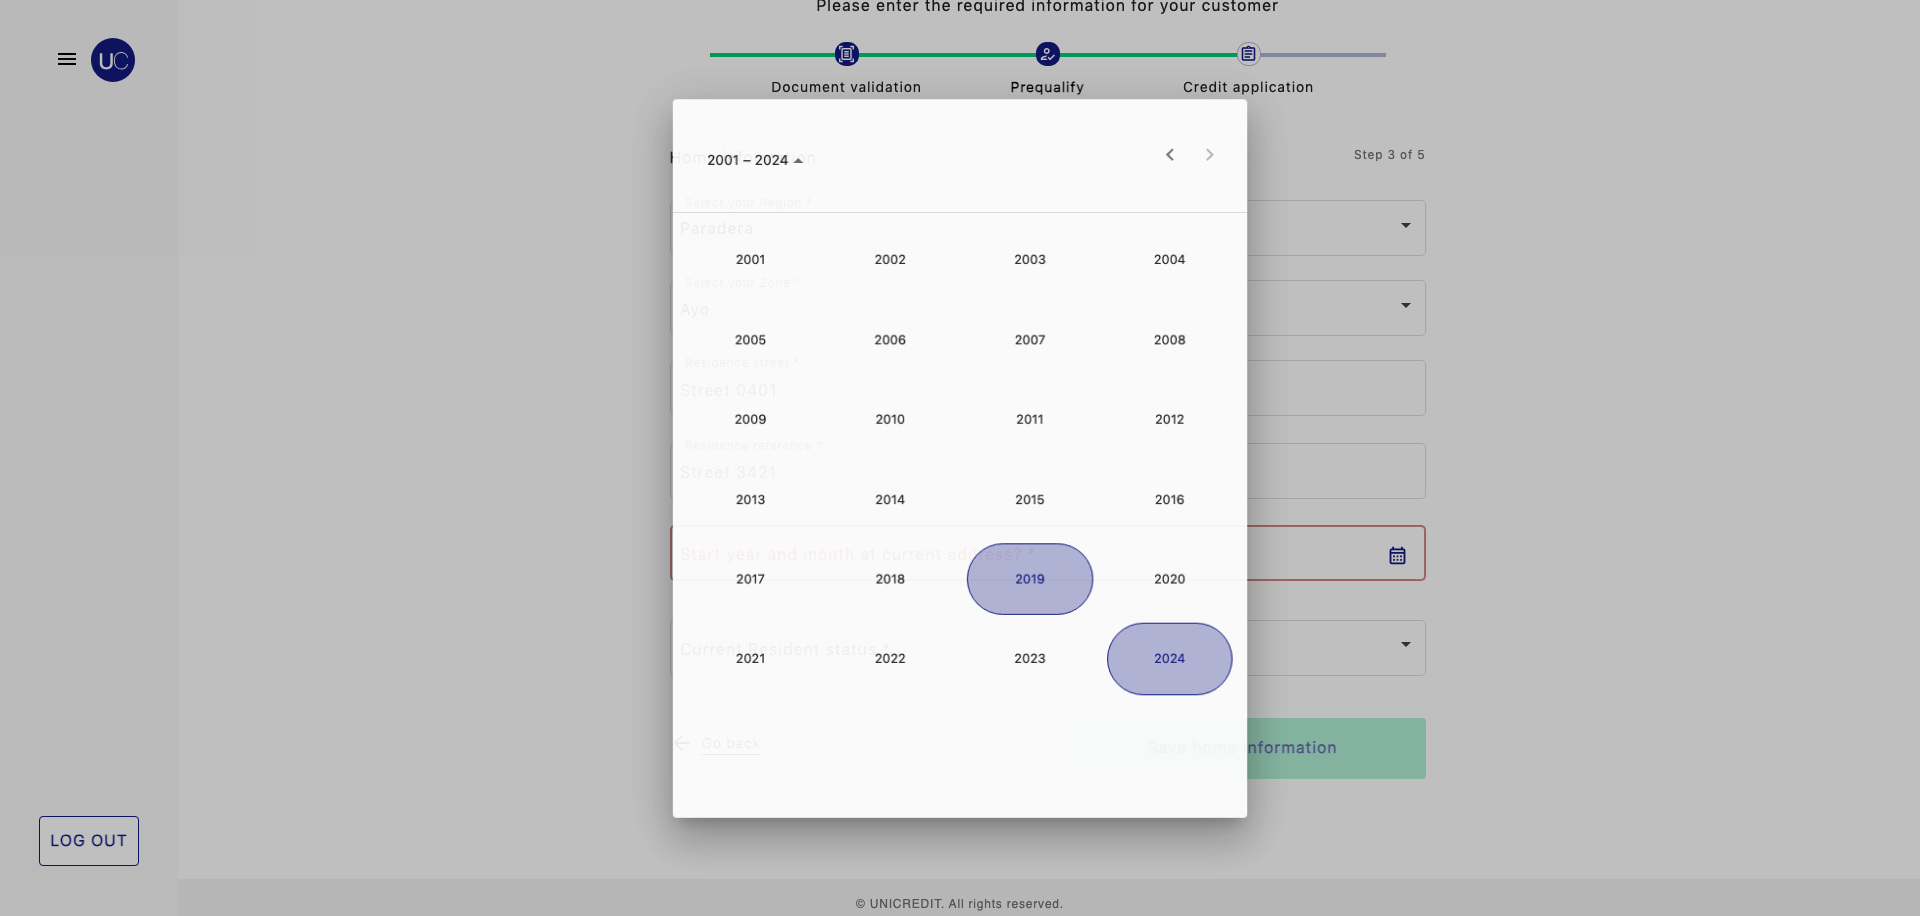 Please enter the required information for your customer
UC
Document validation
Prequalify
Credit application
Home information
2001 – 2024
Step 3 of 5
Select your Region *
Paradera
2001
2002
2003
2004
Select your Zone *
Ayo
2005
2006
2007
2008
Residence street *
Street 0401
2009
2010
2011
2012
Residence reference *
Street 3421
2013
2014
2015
2016
Start year and month at current address? *
2017
2018
2019
2020
Current Resident status *
2021
2022
2023
2024
Go back
Save home information
LOG OUT
© UNICREDIT. All rights reserved.